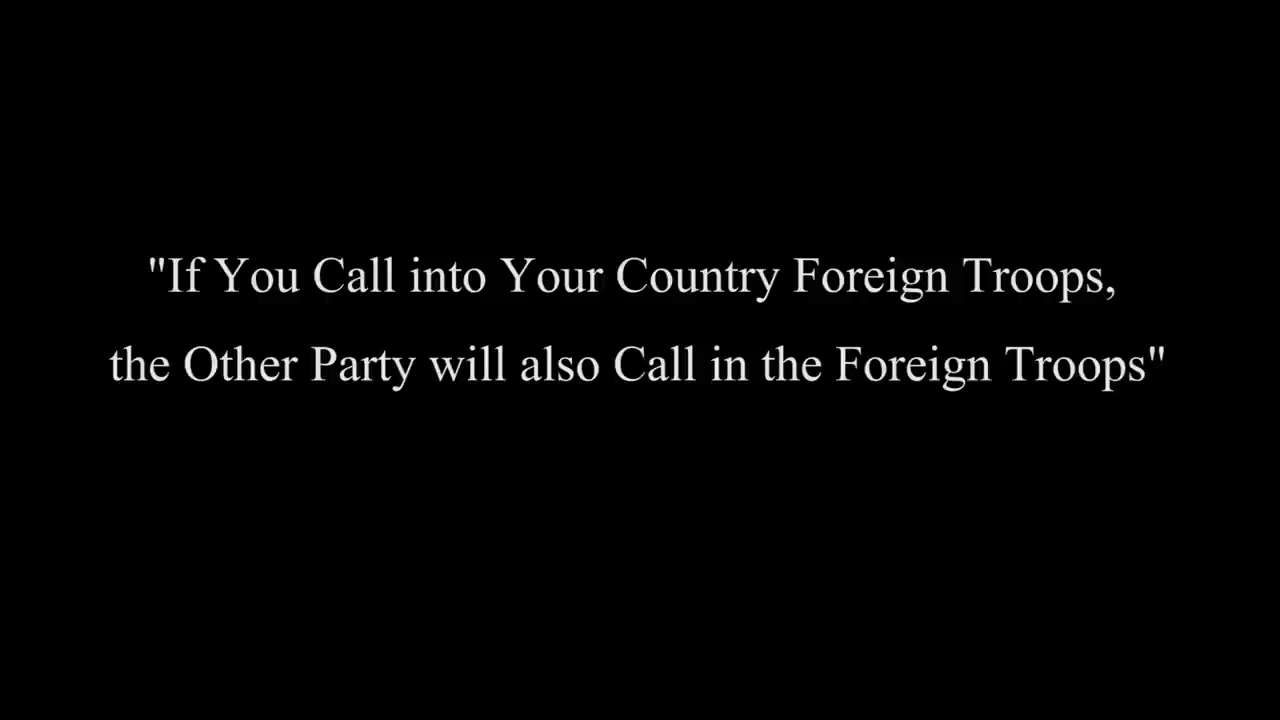 "If You Call into Your Country Foreign Troops,
the Other Party will also Call in the Foreign Troops"